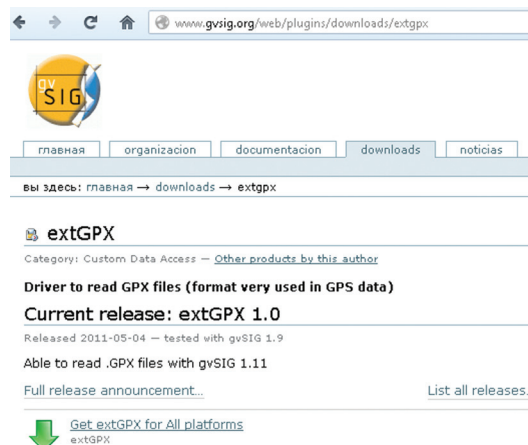 www.gvsig.org/web/plugins/downloads/extgpx
gv
SIG
главная organizacion documentacion downloads noticias
вы здесь: главная → downloads → extgpx
extGPX
Category: Custom Data Access — Other products by this author
Driver to read GPX files (format very used in GPS data)
Current release: extGPX 1.0
Released 2011-05-04 — tested with gvSIG 1.9
Able to read .GPX files with gvSIG 1.11
Full release announcement... List all releases.
Get extGPX for All platforms
extGPX